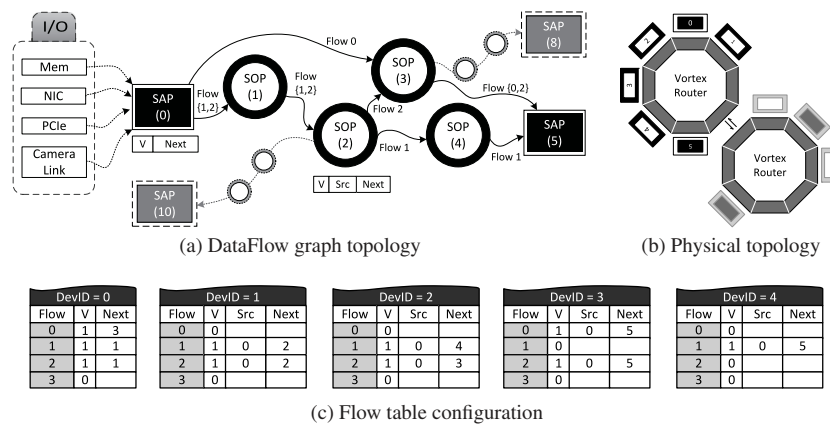 I/O
Mem
NIC
PCIe
Camera
Link
SAP
(0)
V Next
Flow
{1,2}
SOP
(1)
Flow 0
Flow
{1,2}
SOP
(2)
V Src Next
SAP
(10)
Flow 2
SOP
(3)
Flow 1
SOP
(4)
Flow {0,2}
Flow 1
SAP
(5)
SAP
(8)
(a) DataFlow graph topology
0
1
2
3
4
5
Vortex
Router
Vortex
Router
(b) Physical topology
DevID = 0 DevID = 1 DevID = 2 DevID = 3 DevID = 4
Flow V Next Flow V Src Next Flow V Src Next Flow V Src Next Flow V Src Next
0 1 3 0 0 0 0 0 1 0 5 0 0
1 1 1 1 1 0 2 1 1 0 4 1 0 1 1 0 5
2 1 1 2 1 0 2 2 1 0 3 2 1 0 5 2 0
3 0 3 0 3 0 3 0 3 0
(c) Flow table configuration